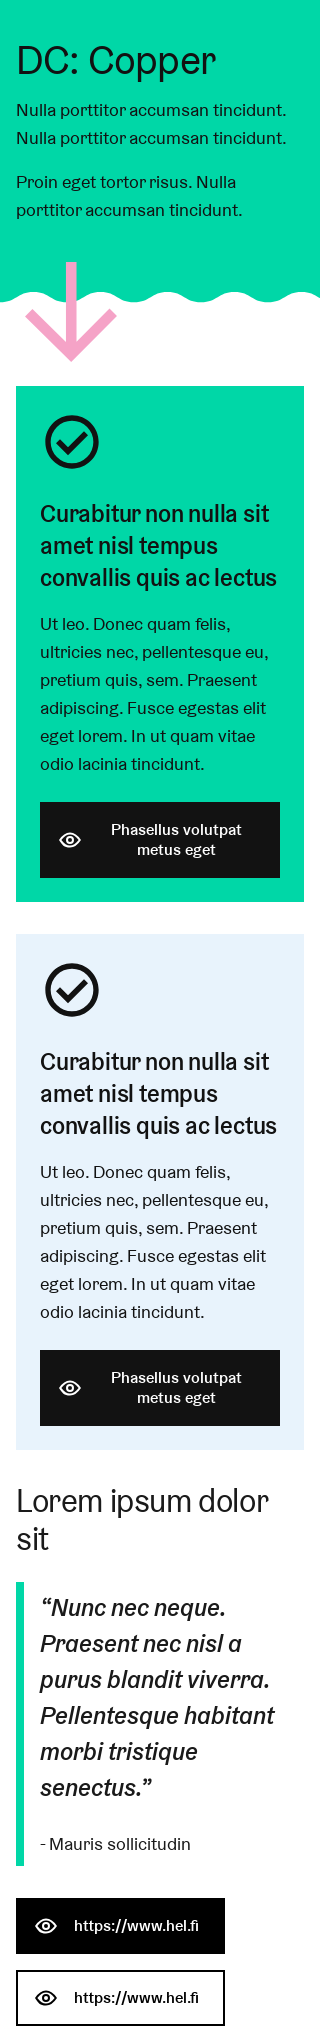 DC: Copper
Nulla porttitor accumsan tincidunt.
Nulla porttitor accumsan tincidunt.
Proin eget tortor risus. Nulla
porttitor accumsan tincidunt.
Curabitur non nulla sit
amet nisl tempus
convallis quis ac lectus
Ut leo. Donec quam felis,
ultricies nec, pellentesque eu,
pretium quis, sem. Praesent
adipiscing. Fusce egestas elit
eget lorem. In ut quam vitae
odio lacinia tincidunt.
Phasellus volutpat
metus eget
Curabitur non nulla sit
amet nisl tempus
convallis quis ac lectus
Ut leo. Donec quam felis,
ultricies nec, pellentesque eu,
pretium quis, sem. Praesent
adipiscing. Fusce egestas elit
eget lorem. In ut quam vitae
odio lacinia tincidunt.
Phasellus volutpat
metus eget
Lorem ipsum dolor
sit
“Nunc nec neque.
Praesent nec nisl a
purus blandit viverra.
Pellentesque habitant
morbi tristique
senectus.”
- Mauris sollicitudin
https://www.hel.fi
https://www.hel.fi